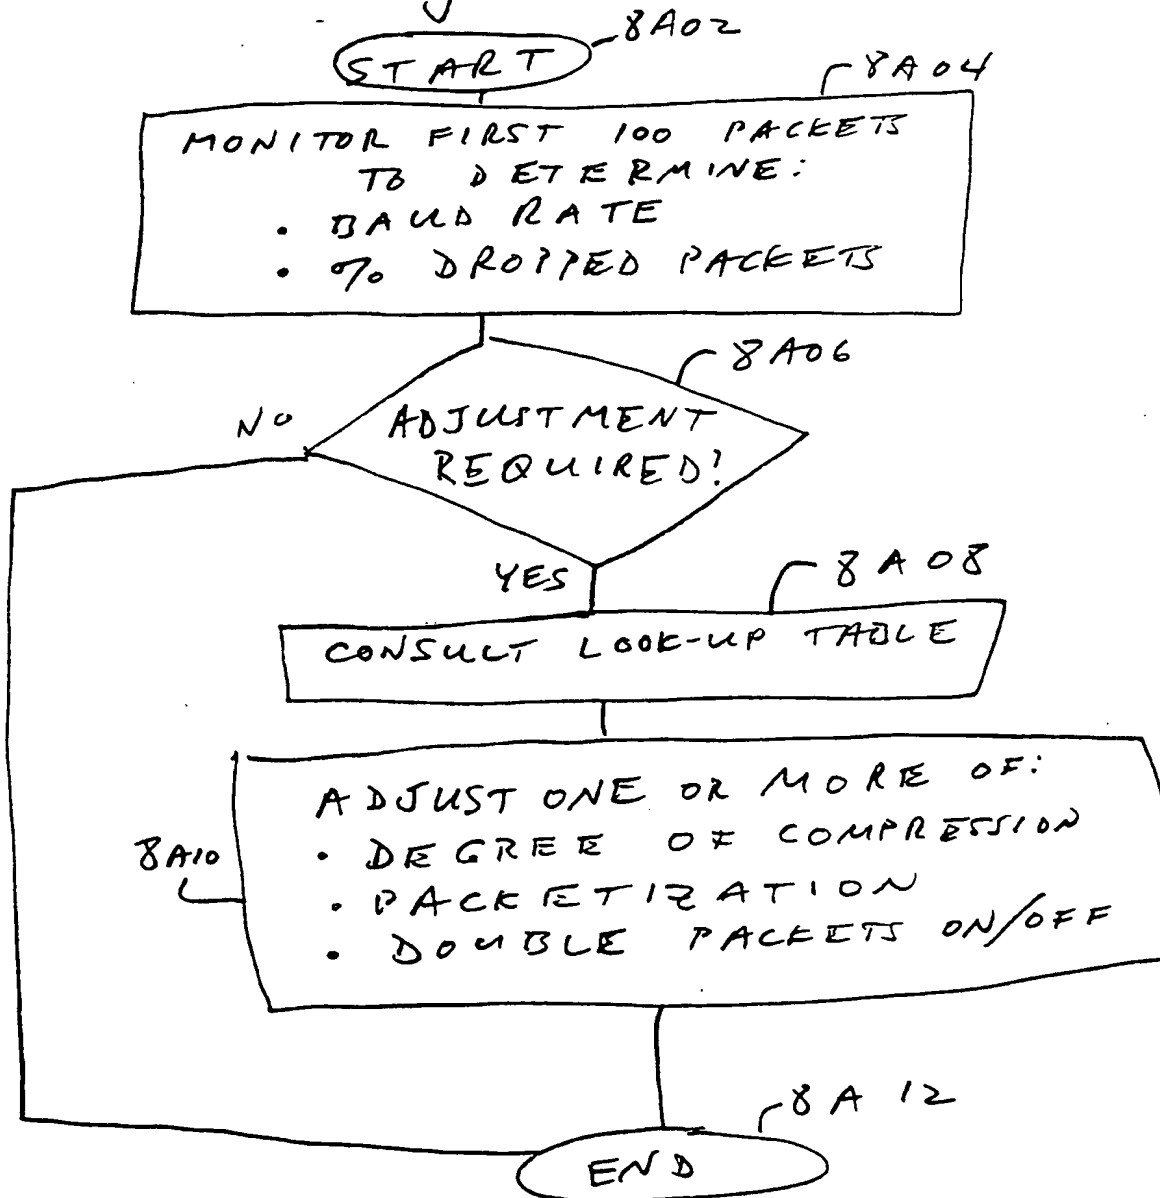 8A02
START
8A04
MONITOR FIRST 100 PACKETS
TO DETERMINE:
• BAUD RATE
• % DROPPED PACKETS
8A06
NO
ADJUSTMENT
REQUIRED?
YES
8A08
CONSULT LOOK-UP TABLE
ADJUST ONE OR MORE OF:
• DEGREE OF COMPRESSION
8A10
• PACKETIZATION
• DOUBLE PACKETS ON/OFF
8A12
END